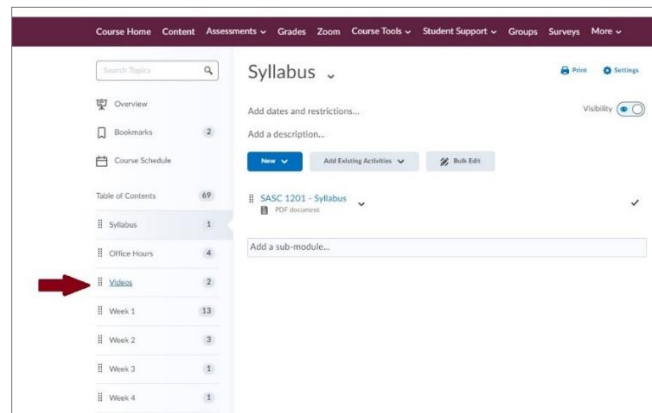 Course Home Content Assessments Grades Zoom Course Tools Student Support Groups Surveys More
Search Topics
Overview
Bookmarks 2
Course Schedule
Table of Contents 69
Syllabus 1
Office Hours 4
Videos 2
Week 1 13
Week 2 3
Week 3 1
Week 4 1
Syllabus
Print Settings
Add dates and restrictions...
Visibility
Add a description...
New Add Existing Activities Bulk Edit
SASC 1201 - Syllabus
PDF document
Add a sub-module...